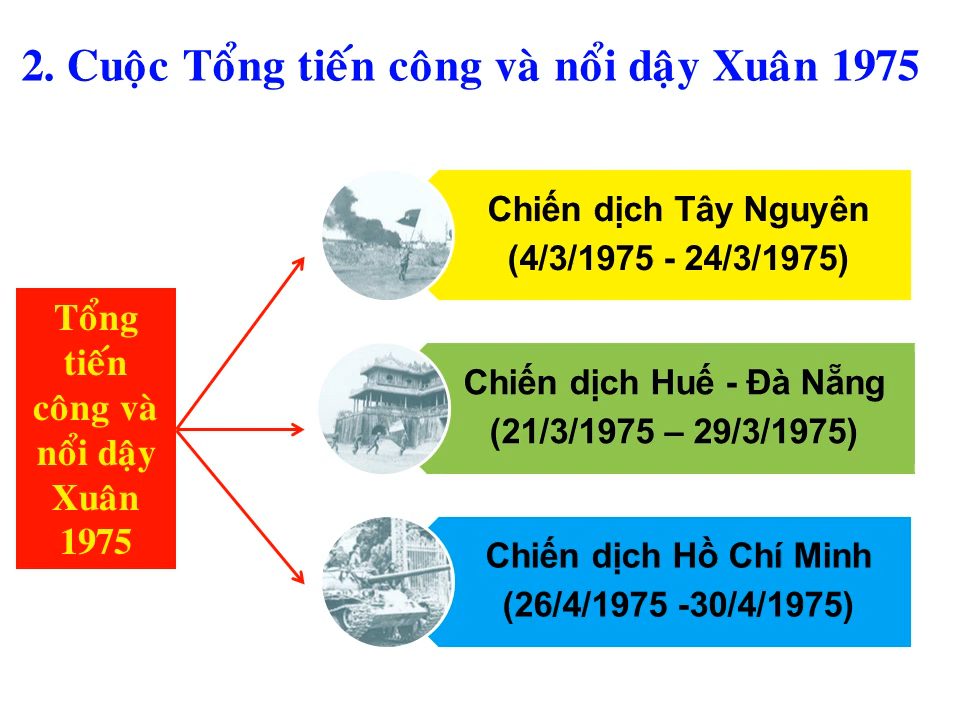 2. Cuộc Tổng tiến công và nổi dậy Xuân 1975
Chiến dịch Tây Nguyên
(4/3/1975 - 24/3/1975)
Tổng
tiến
công và
nổi dậy
Xuân
1975
Chiến dịch Huế - Đà Nẵng
(21/3/1975 – 29/3/1975)
Chiến dịch Hồ Chí Minh
(26/4/1975 -30/4/1975)